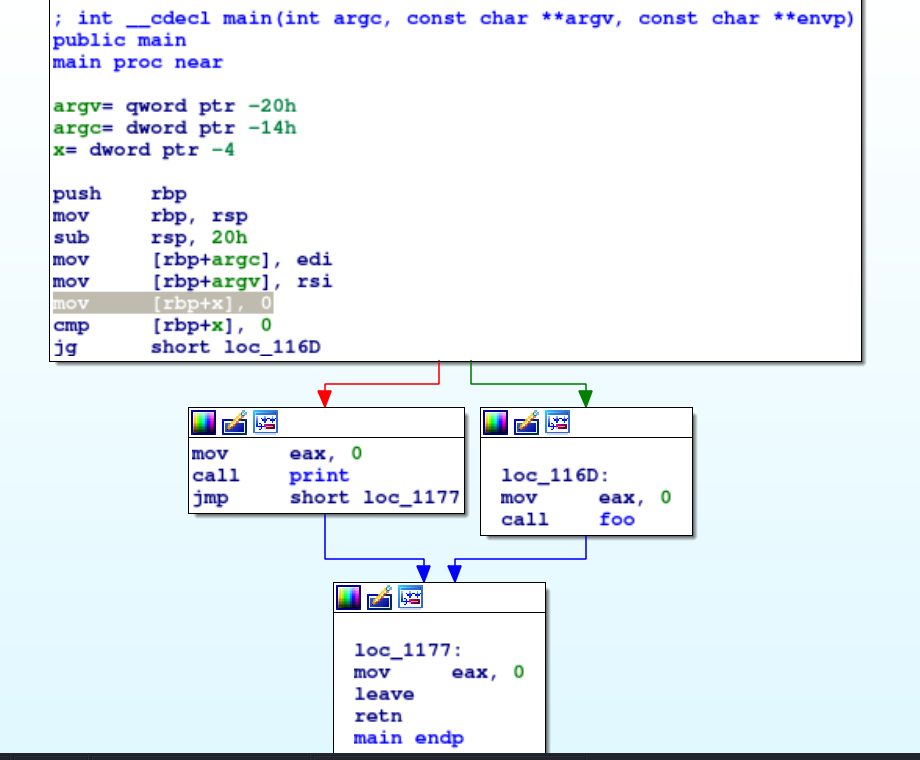 ; int __cdecl main(int argc, const char **argv, const char **envp)
public main
main proc near
argv= qword ptr -20h
argc= dword ptr -14h
x= dword ptr -4
push rbp
mov rbp, rsp
sub rsp, 20h
mov [rbp+argc], edi
mov [rbp+argv], rsi
mov [rbp+x], 0
cmp [rbp+x], 0
jg short loc_116D
mov eax, 0
call print
jmp short loc_1177
loc_116D:
mov eax, 0
call foo
loc_1177:
mov eax, 0
leave
retn
main endp